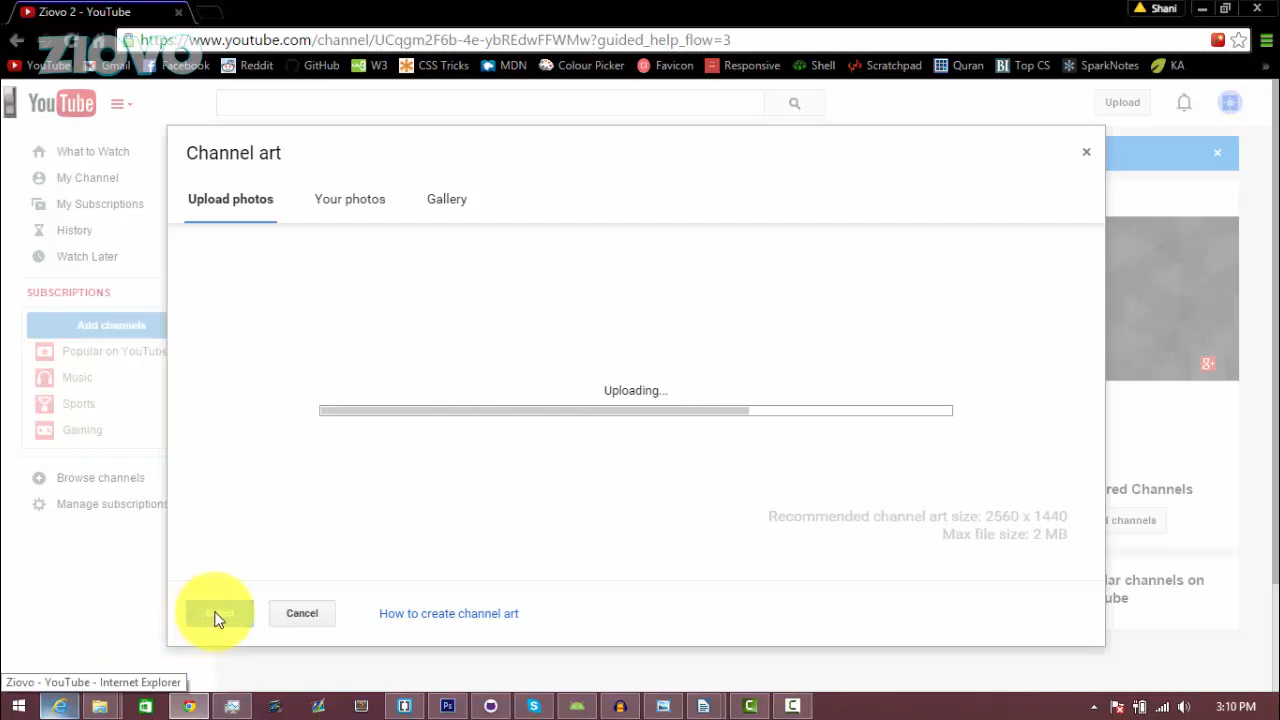 Ziovo 2 - YouTube
Shani
https://www.youtube.com/channel/UCqgm2F6b-4e-ybREdwFFWMw?guided_help_flow=3
ziovo
YouTube Gmail Facebook Reddit GitHub W3 CSS Tricks MDN Colour Picker Favicon Responsive Shell Scratchpad Quran Top CS SparkNotes KA »
YouTube
Upload
What to Watch
My Channel
My Subscriptions
History
Watch Later
SUBSCRIPTIONS
Add channels
Popular on YouTube
Music
Sports
Gaming
Browse channels
Manage subscriptions
Channel art
Upload photos Your photos Gallery
Uploading...
Recommended channel art size: 2560 x 1440
Max file size: 2 MB
Cancel
How to create channel art
g+
red Channels
channels
lar channels on
ube
Ziovo - YouTube - Internet Explorer
3:10 PM